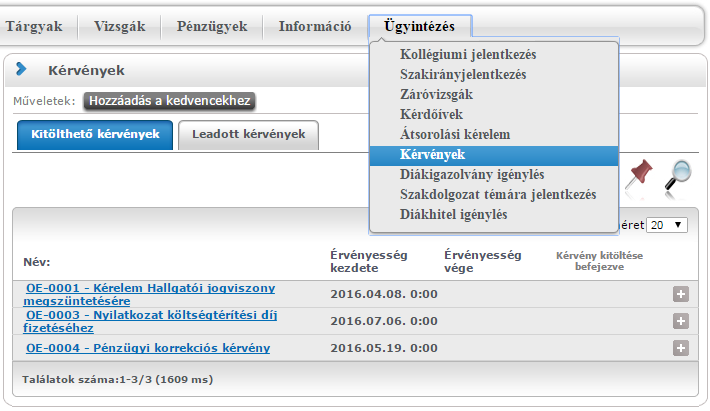 Tárgyak Vizsgák Pénzügyek Információ Ügyintézés
Kollégiumi jelentkezés
Szakirányjelentkezés
Záróvizsgák
Kérdőívek
Átsorolási kérelem
Kérvények
Diákigazolvány igénylés
Szakdolgozat témára jelentkezés
Diákhitel igénylés
Kérvények
Műveletek: Hozzáadás a kedvencekhez
Kitölthető kérvények Leadott kérvények
méret 20
Név: Érvényesség kezdete Érvényesség vége Kérvény kitöltése befejezve
OE-0001 - Kérelem Hallgatói jogviszony
megszüntetésére 2016.04.08. 0:00
OE-0003 - Nyilatkozat költségtérítési díj
fizetéséhez 2016.07.06. 0:00
OE-0004 - Pénzügyi korrekciós kérvény 2016.05.19. 0:00
Találatok száma:1-3/3 (1609 ms)